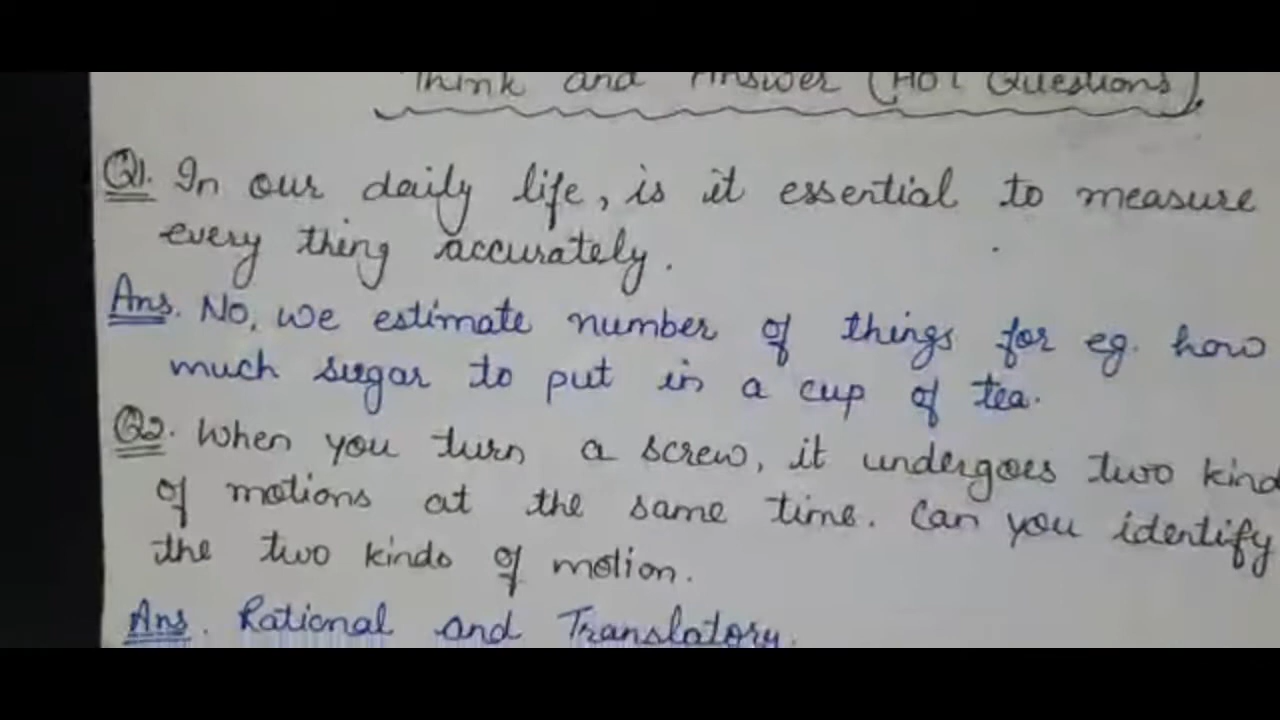 Think and Answer (HOT Questions)
Q1. In our daily life, is it essential to measure
every thing accurately.
Ans. No, we estimate number of things for eg. how
much sugar to put in a cup of tea.
Q2. When you turn a screw, it undergoes two kind
of motions at the same time. Can you identify
the two kinds of motion.
Ans. Rational and Translatory.